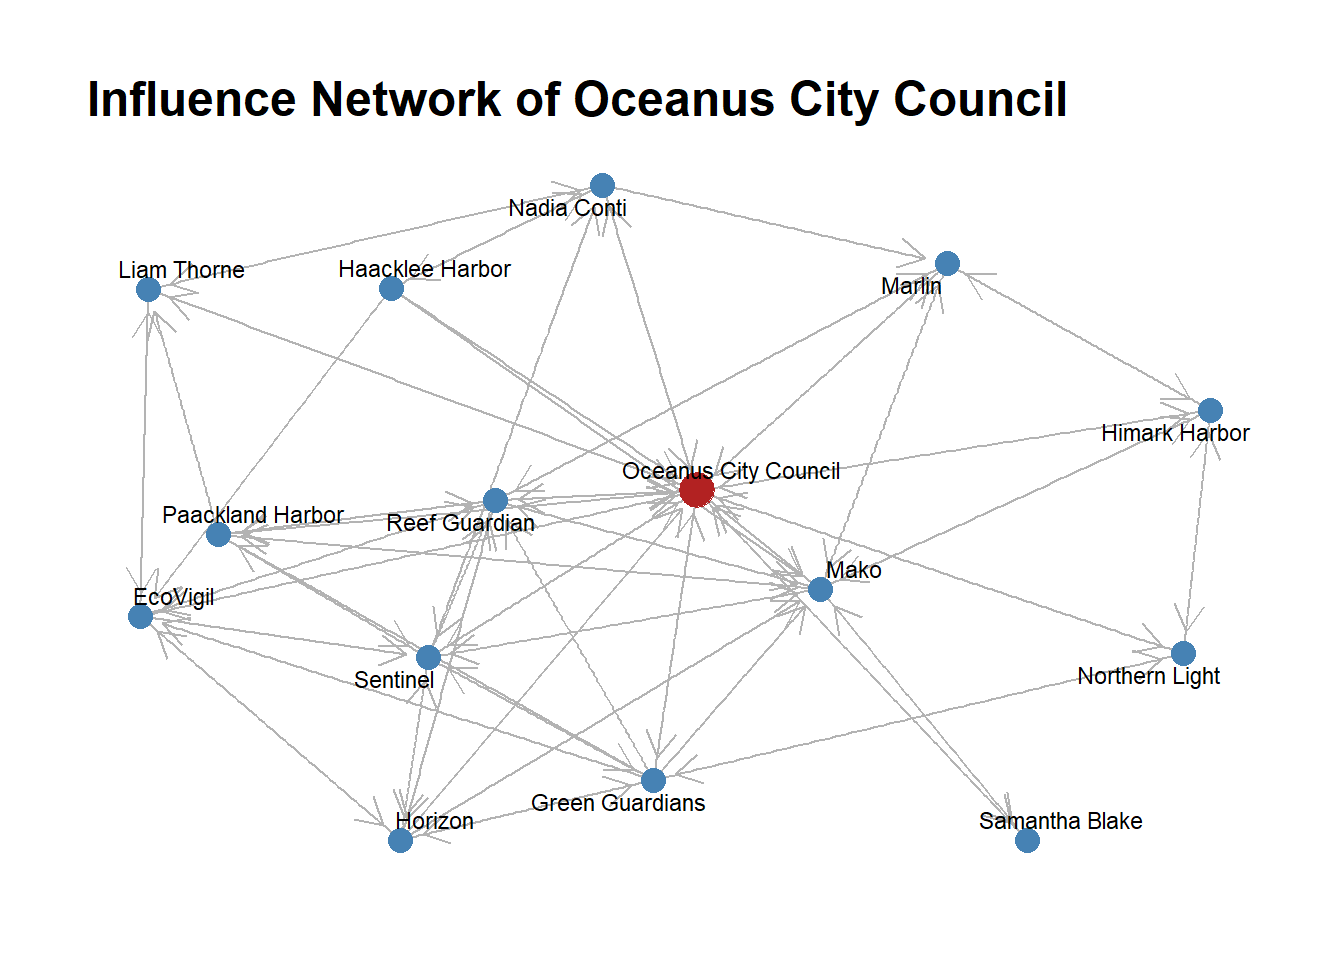 Influence Network of Oceanus City Council
Nadia Conti
Liam Thorne
Haacklee Harbor
Marlin
Himark Harbor
Oceanus City Council
Paackland Harbor
Reef Guardian
Mako
EcoVigil
Sentinel
Northern Light
Green Guardians
Horizon
Samantha Blake